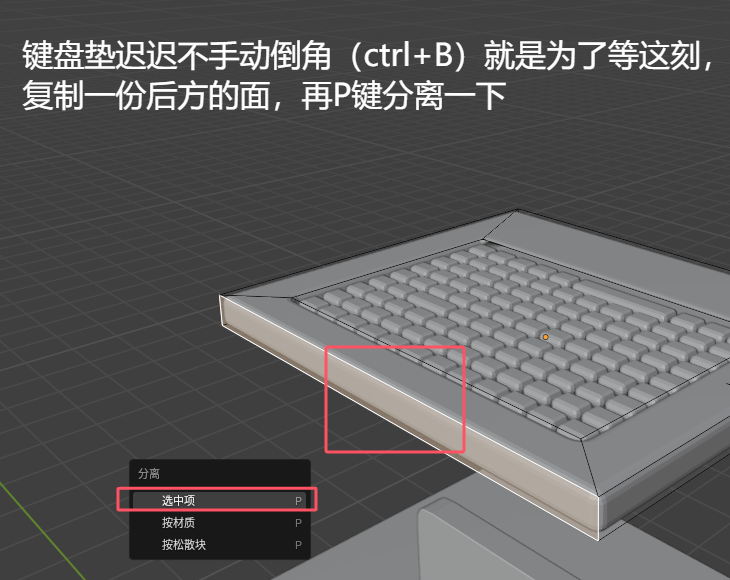 键盘垫迟迟不手动倒角（ctrl+B）就是为了等这刻，
复制一份后方的面，再P键分离一下
分离
选中项 P
按材质 P
按松散块 P